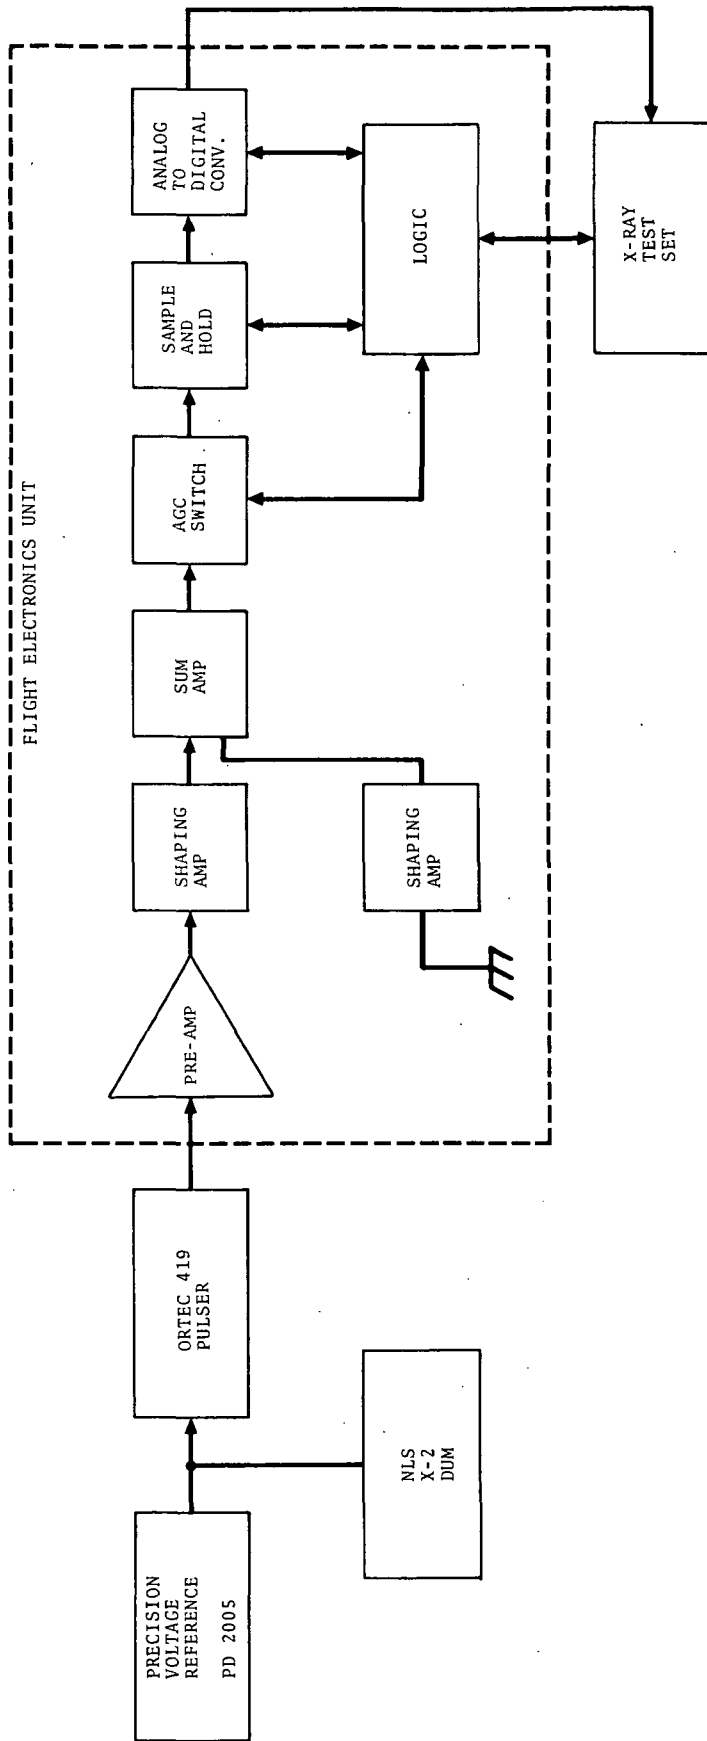 FLIGHT ELECTRONICS UNIT
PRECISION
VOLTAGE
REFERENCE
PD 2005
NLS
X-2
DUM
ORTEC 419
PULSER
PRE-AMP
SHAPING
AMP
SHAPING
AMP
SUM
AMP
AGC
SWITCH
SAMPLE
AND
HOLD
ANALOG
TO
DIGITAL
CONV.
LOGIC
X-RAY
TEST
SET